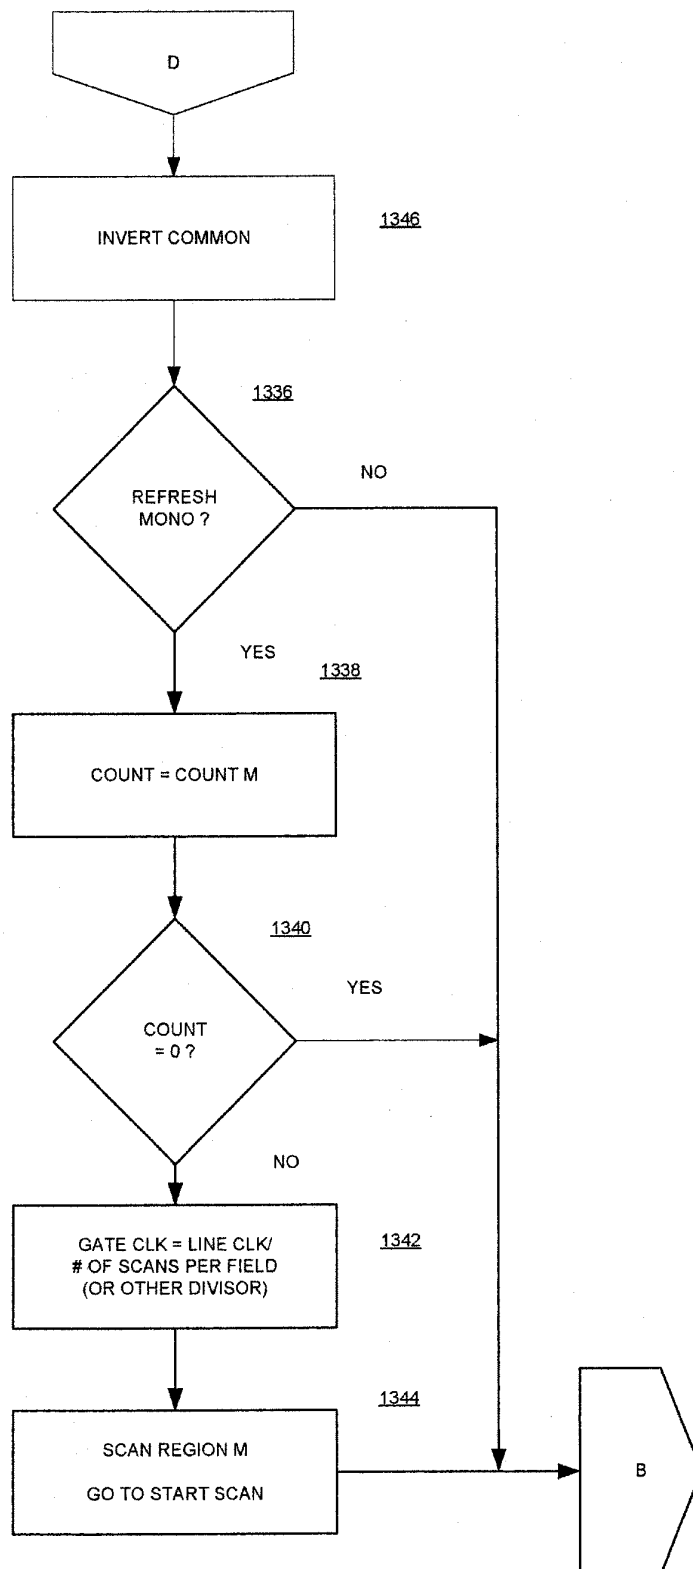 D
INVERT COMMON
1346
1336
REFRESH
MONO ?
NO
YES
1338
COUNT = COUNT M
1340
COUNT
= 0 ?
YES
NO
GATE CLK = LINE CLK/
# OF SCANS PER FIELD
(OR OTHER DIVISOR)
1342
1344
SCAN REGION M
GO TO START SCAN
B